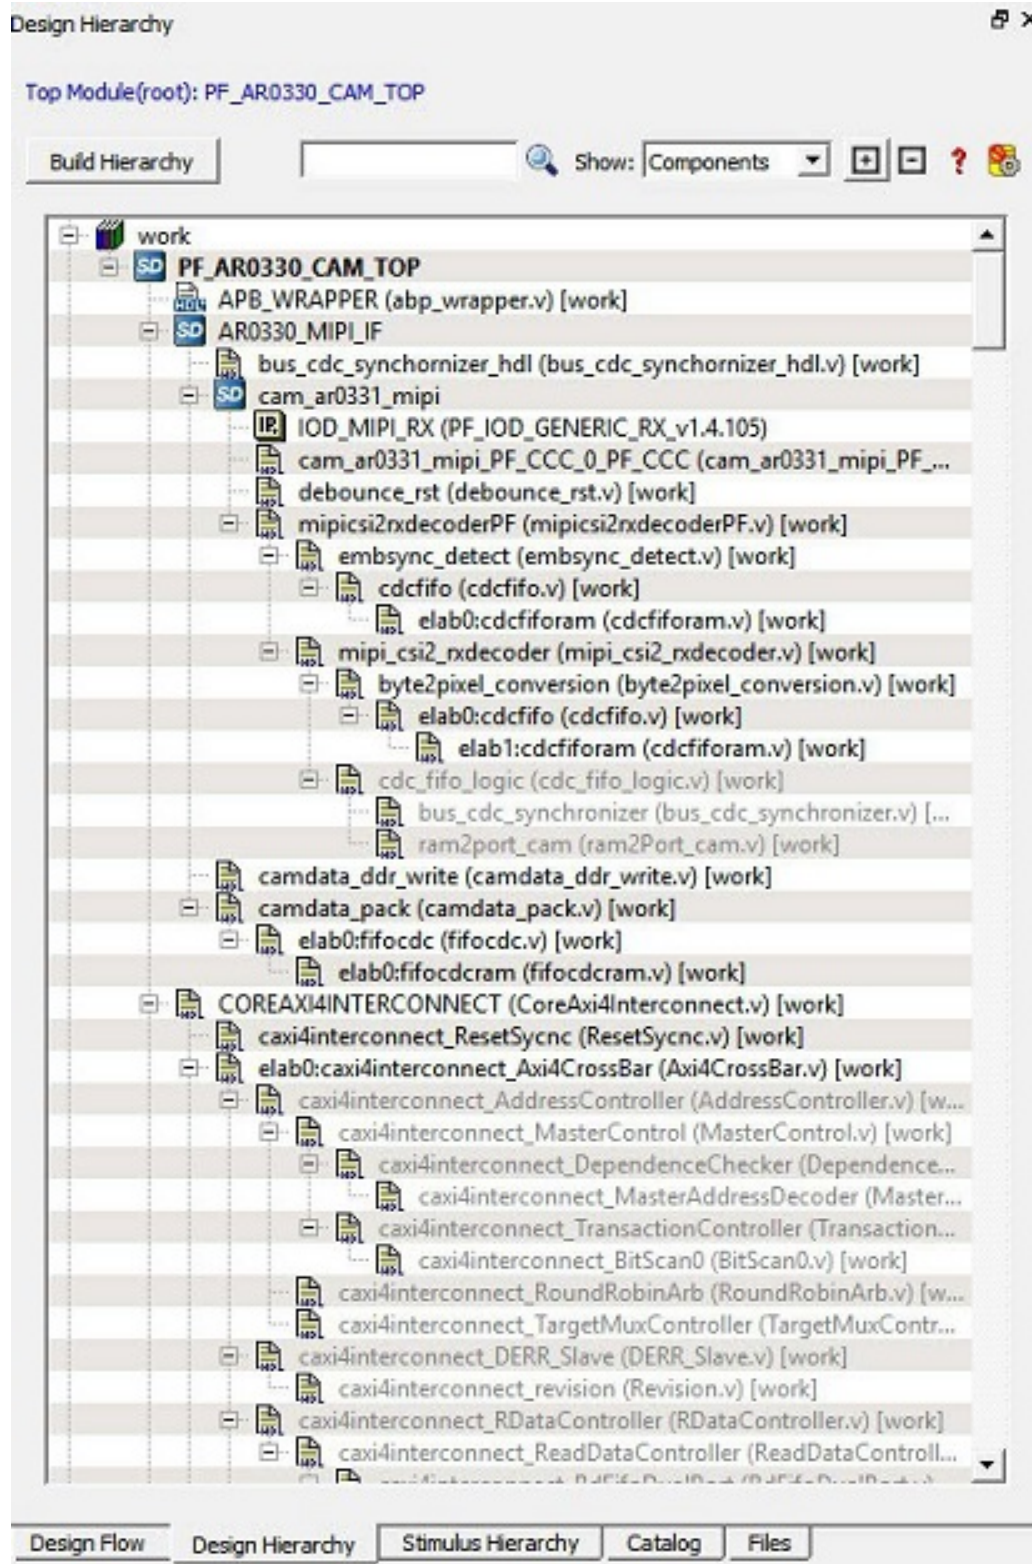 Design Hierarchy
Top Module(root): PF_AR0330_CAM_TOP
Build Hierarchy Show: Components
work
SD PF_AR0330_CAM_TOP
APB_WRAPPER (abp_wrapper.v) [work]
SD AR0330_MIPI_IF
bus_cdc_synchornizer_hdl (bus_cdc_synchornizer_hdl.v) [work]
SD cam_ar0331_mipi
IP. IOD_MIPI_RX (PF_IOD_GENERIC_RX_v1.4.105)
cam_ar0331_mipi_PF_CCC_0_PF_CCC (cam_ar0331_mipi_PF_...
debounce_rst (debounce_rst.v) [work]
mipicsi2rxdecoderPF (mipicsi2rxdecoderPF.v) [work]
embsync_detect (embsync_detect.v) [work]
cdcfifo (cdcfifo.v) [work]
elab0:cdcfiforam (cdcfiforam.v) [work]
mipi_csi2_rxdecoder (mipi_csi2_rxdecoder.v) [work]
byte2pixel_conversion (byte2pixel_conversion.v) [work]
elab0:cdcfifo (cdcfifo.v) [work]
elab1:cdcfiforam (cdcfiforam.v) [work]
cdc_fifo_logic (cdc_fifo_logic.v) [work]
bus_cdc_synchronizer (bus_cdc_synchronizer.v) [...
ram2port_cam (ram2Port_cam.v) [work]
camdata_ddr_write (camdata_ddr_write.v) [work]
camdata_pack (camdata_pack.v) [work]
elab0:fifocdc (fifocdc.v) [work]
elab0:fifocdcram (fifocdcram.v) [work]
COREAXI4INTERCONNECT (CoreAxi4Interconnect.v) [work]
caxi4interconnect_ResetSycnc (ResetSycnc.v) [work]
elab0:caxi4interconnect_Axi4CrossBar (Axi4CrossBar.v) [work]
caxi4interconnect_AddressController (AddressController.v) [w...
caxi4interconnect_MasterControl (MasterControl.v) [work]
caxi4interconnect_DependenceChecker (Dependence...
caxi4interconnect_MasterAddressDecoder (Master...
caxi4interconnect_TransactionController (Transaction...
caxi4interconnect_BitScan0 (BitScan0.v) [work]
caxi4interconnect_RoundRobinArb (RoundRobinArb.v) [w...
caxi4interconnect_TargetMuxController (TargetMuxContr...
caxi4interconnect_DERR_Slave (DERR_Slave.v) [work]
caxi4interconnect_revision (Revision.v) [work]
caxi4interconnect_RDataController (RDataController.v) [work]
caxi4interconnect_ReadDataController (ReadDataControll...
Design Flow Design Hierarchy Stimulus Hierarchy Catalog Files